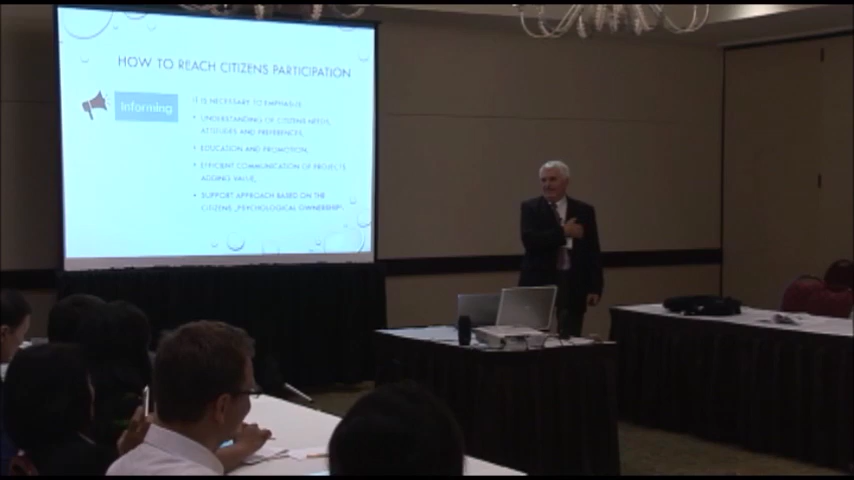 HOW TO REACH CITIZENS PARTICIPATION
Informing
IT IS NECESSARY TO EMPHASIZE
• UNDERSTANDING OF CITIZENS NEEDS,
ATTITUDES AND PREFERENCES,
• EDUCATION AND PROMOTION,
• EFFICIENT COMMUNICATION OF PROJECTS
ADDING VALUE,
• SUPPORT APPROACH BASED ON THE
CITIZENS „PSYCHOLOGICAL OWNERSHIP.